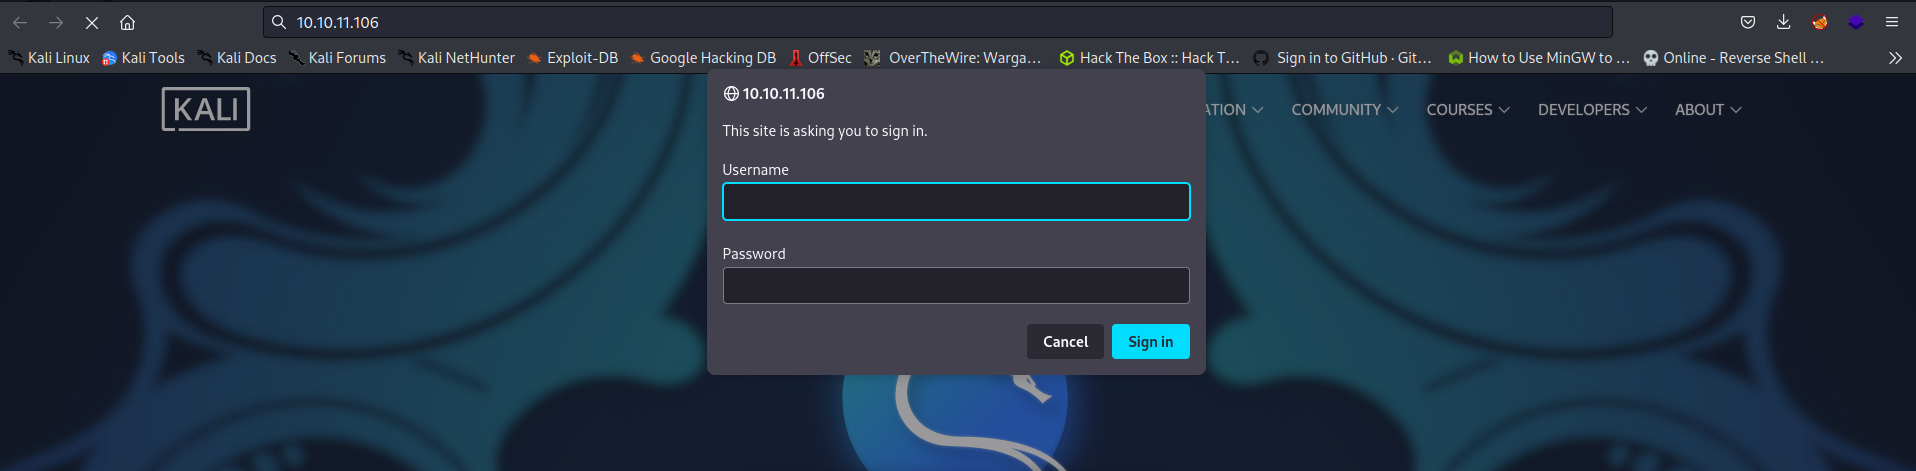 10.10.11.106
Kali Linux Kali Tools Kali Docs Kali Forums Kali NetHunter Exploit-DB Google Hacking DB OffSec OverTheWire: Warga… Hack The Box :: Hack T… Sign in to GitHub · Git… How to Use MinGW to … Online - Reverse Shell …
KALI ATION COMMUNITY COURSES DEVELOPERS ABOUT
10.10.11.106
This site is asking you to sign in.
Username
Password
Cancel Sign in